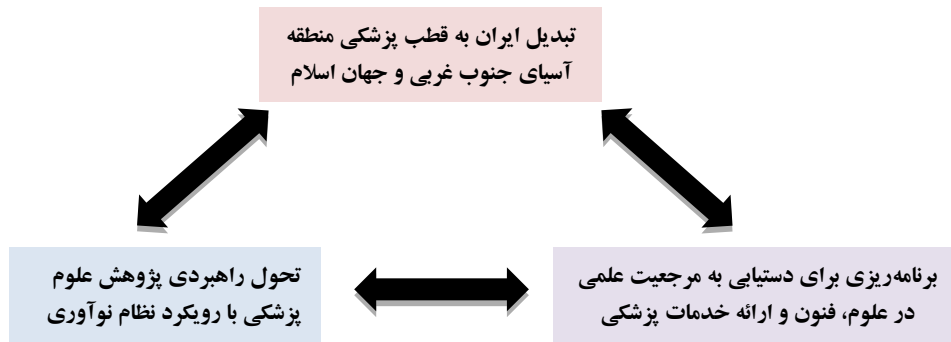 تبدیل ایران به قطب پزشکی منطقه
آسیای جنوب غربی و جهان اسلام
برنامه‌ریزی برای دستیابی به مرجعیت علمی
در علوم، فنون و ارائه خدمات پزشکی
تحول راهبردی پژوهش علوم
پزشکی با رویکرد نظام نوآوری